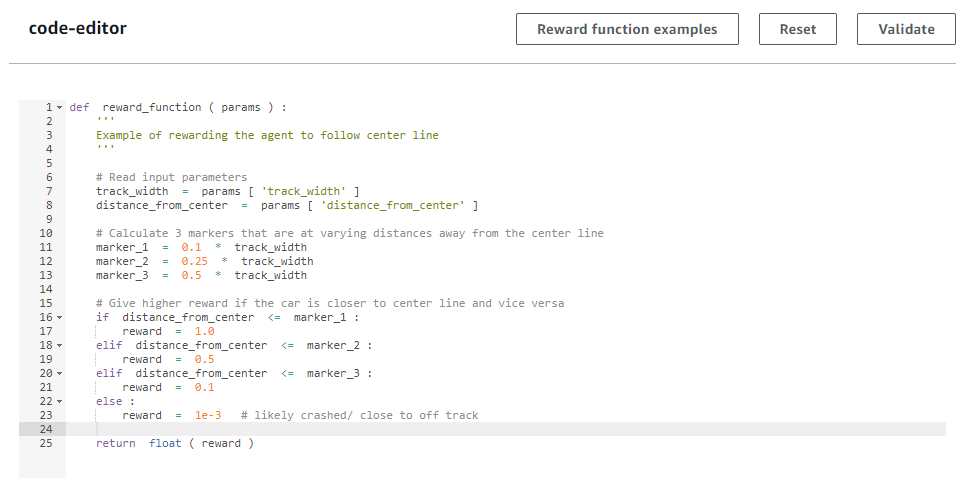 code-editor
Reward function examples
Reset
Validate
1 def reward_function ( params ) :
2 '''
3 Example of rewarding the agent to follow center line
4 '''
5
6 # Read input parameters
7 track_width = params [ 'track_width' ]
8 distance_from_center = params [ 'distance_from_center' ]
9
10 # Calculate 3 markers that are at varying distances away from the center line
11 marker_1 = 0.1 * track_width
12 marker_2 = 0.25 * track_width
13 marker_3 = 0.5 * track_width
14
15 # Give higher reward if the car is closer to center line and vice versa
16 if distance_from_center <= marker_1 :
17 reward = 1.0
18 elif distance_from_center <= marker_2 :
19 reward = 0.5
20 elif distance_from_center <= marker_3 :
21 reward = 0.1
22 else :
23 reward = 1e-3 # likely crashed/ close to off track
24
25 return float ( reward )